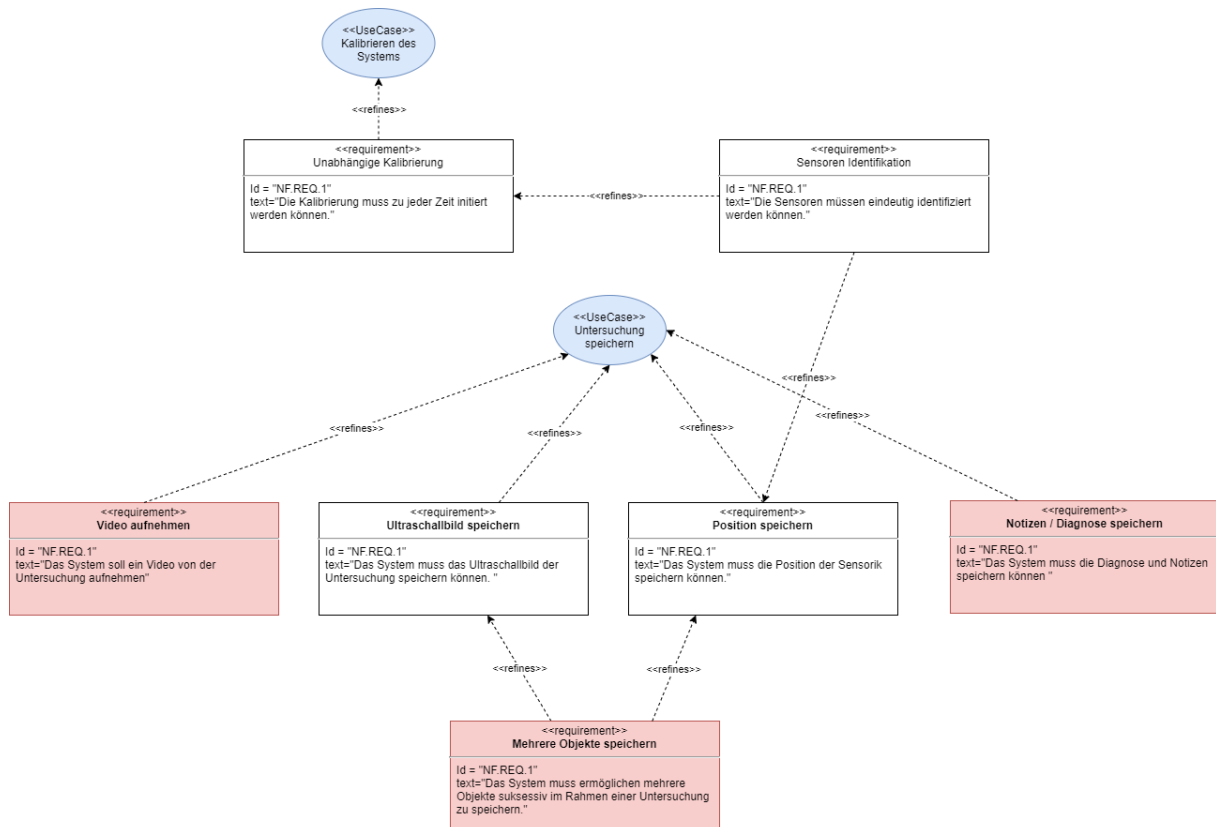 <<UseCase>>
Kalibrieren des
Systems
<<refines>>
<<requirement>>
Unabhängige Kalibrierung
Id = "NF.REQ.1"
text="Die Kalibrierung muss zu jeder Zeit initiert
werden können."
<<refines>>
<<requirement>>
Sensoren Identifikation
Id = "NF.REQ.1"
text="Die Sensoren müssen eindeutig identifiziert
werden können."
<<UseCase>>
Untersuchung
speichern
<<refines>>
<<refines>>
<<refines>>
<<refines>>
<<refines>>
<<requirement>>
Video aufnehmen
Id = "NF.REQ.1"
text="Das System soll ein Video von der
Untersuchung aufnehmen"
<<requirement>>
Ultraschallbild speichern
Id = "NF.REQ.1"
text="Das System muss das Ultraschallbild der
Untersuchung speichern können. "
<<requirement>>
Position speichern
Id = "NF.REQ.1"
text="Das System muss die Position der Sensorik
speichern können."
<<requirement>>
Notizen / Diagnose speichern
Id = "NF.REQ.1"
text="Das System muss die Diagnose und Notizen
speichern können "
<<refines>>
<<refines>>
<<requirement>>
Mehrere Objekte speichern
Id = "NF.REQ.1"
text="Das System muss ermöglichen mehrere
Objekte suksessiv im Rahmen einer Untersuchung
zu speichern."